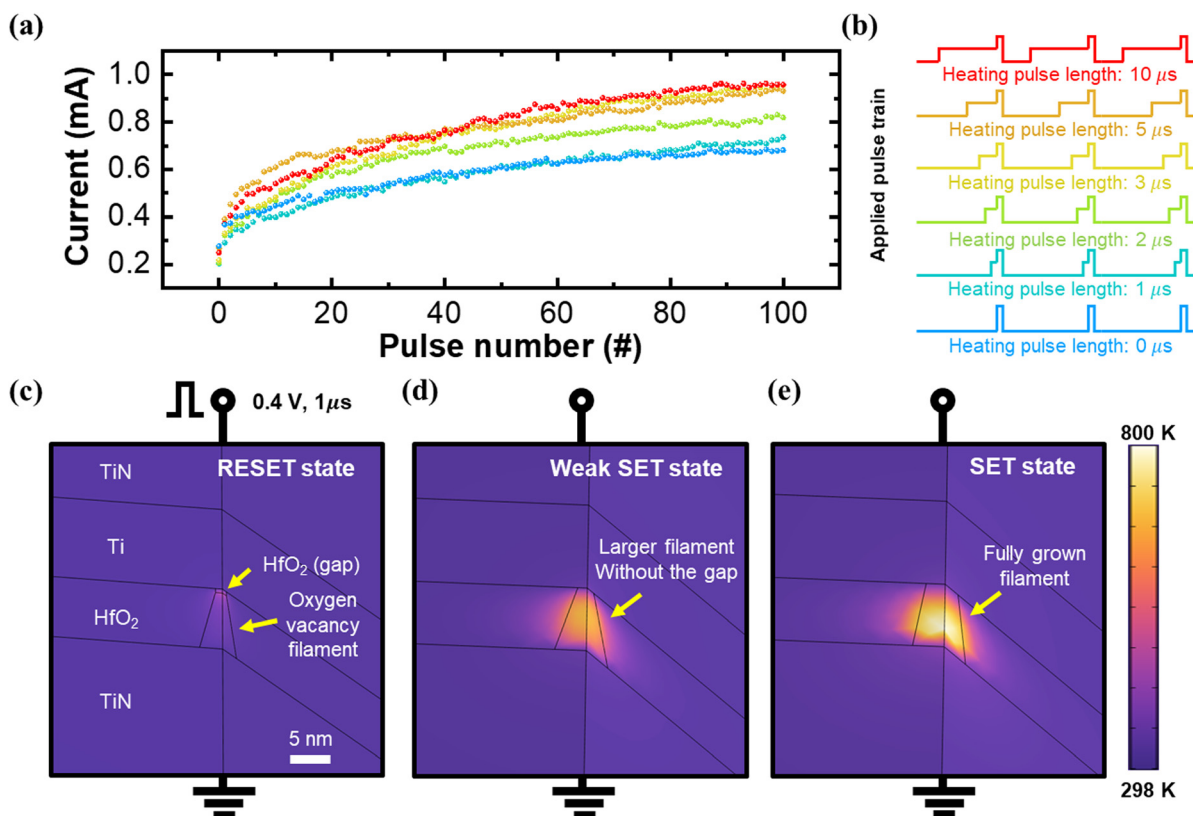 (a)
Current (mA)
1.0
0.8
0.6
0.4
0.2
0
20
40
60
80
100
Pulse number (#)
(b)
Applied pulse train
Heating pulse length: 10 μs
Heating pulse length: 5 μs
Heating pulse length: 3 μs
Heating pulse length: 2 μs
Heating pulse length: 1 μs
Heating pulse length: 0 μs
(c)
0.4 V, 1μs
RESET state
TiN
Ti
HfO₂ (gap)
HfO₂
Oxygen
vacancy
filament
TiN
5 nm
(d)
Weak SET state
Larger filament
Without the gap
(e)
SET state
Fully grown
filament
800 K
298 K